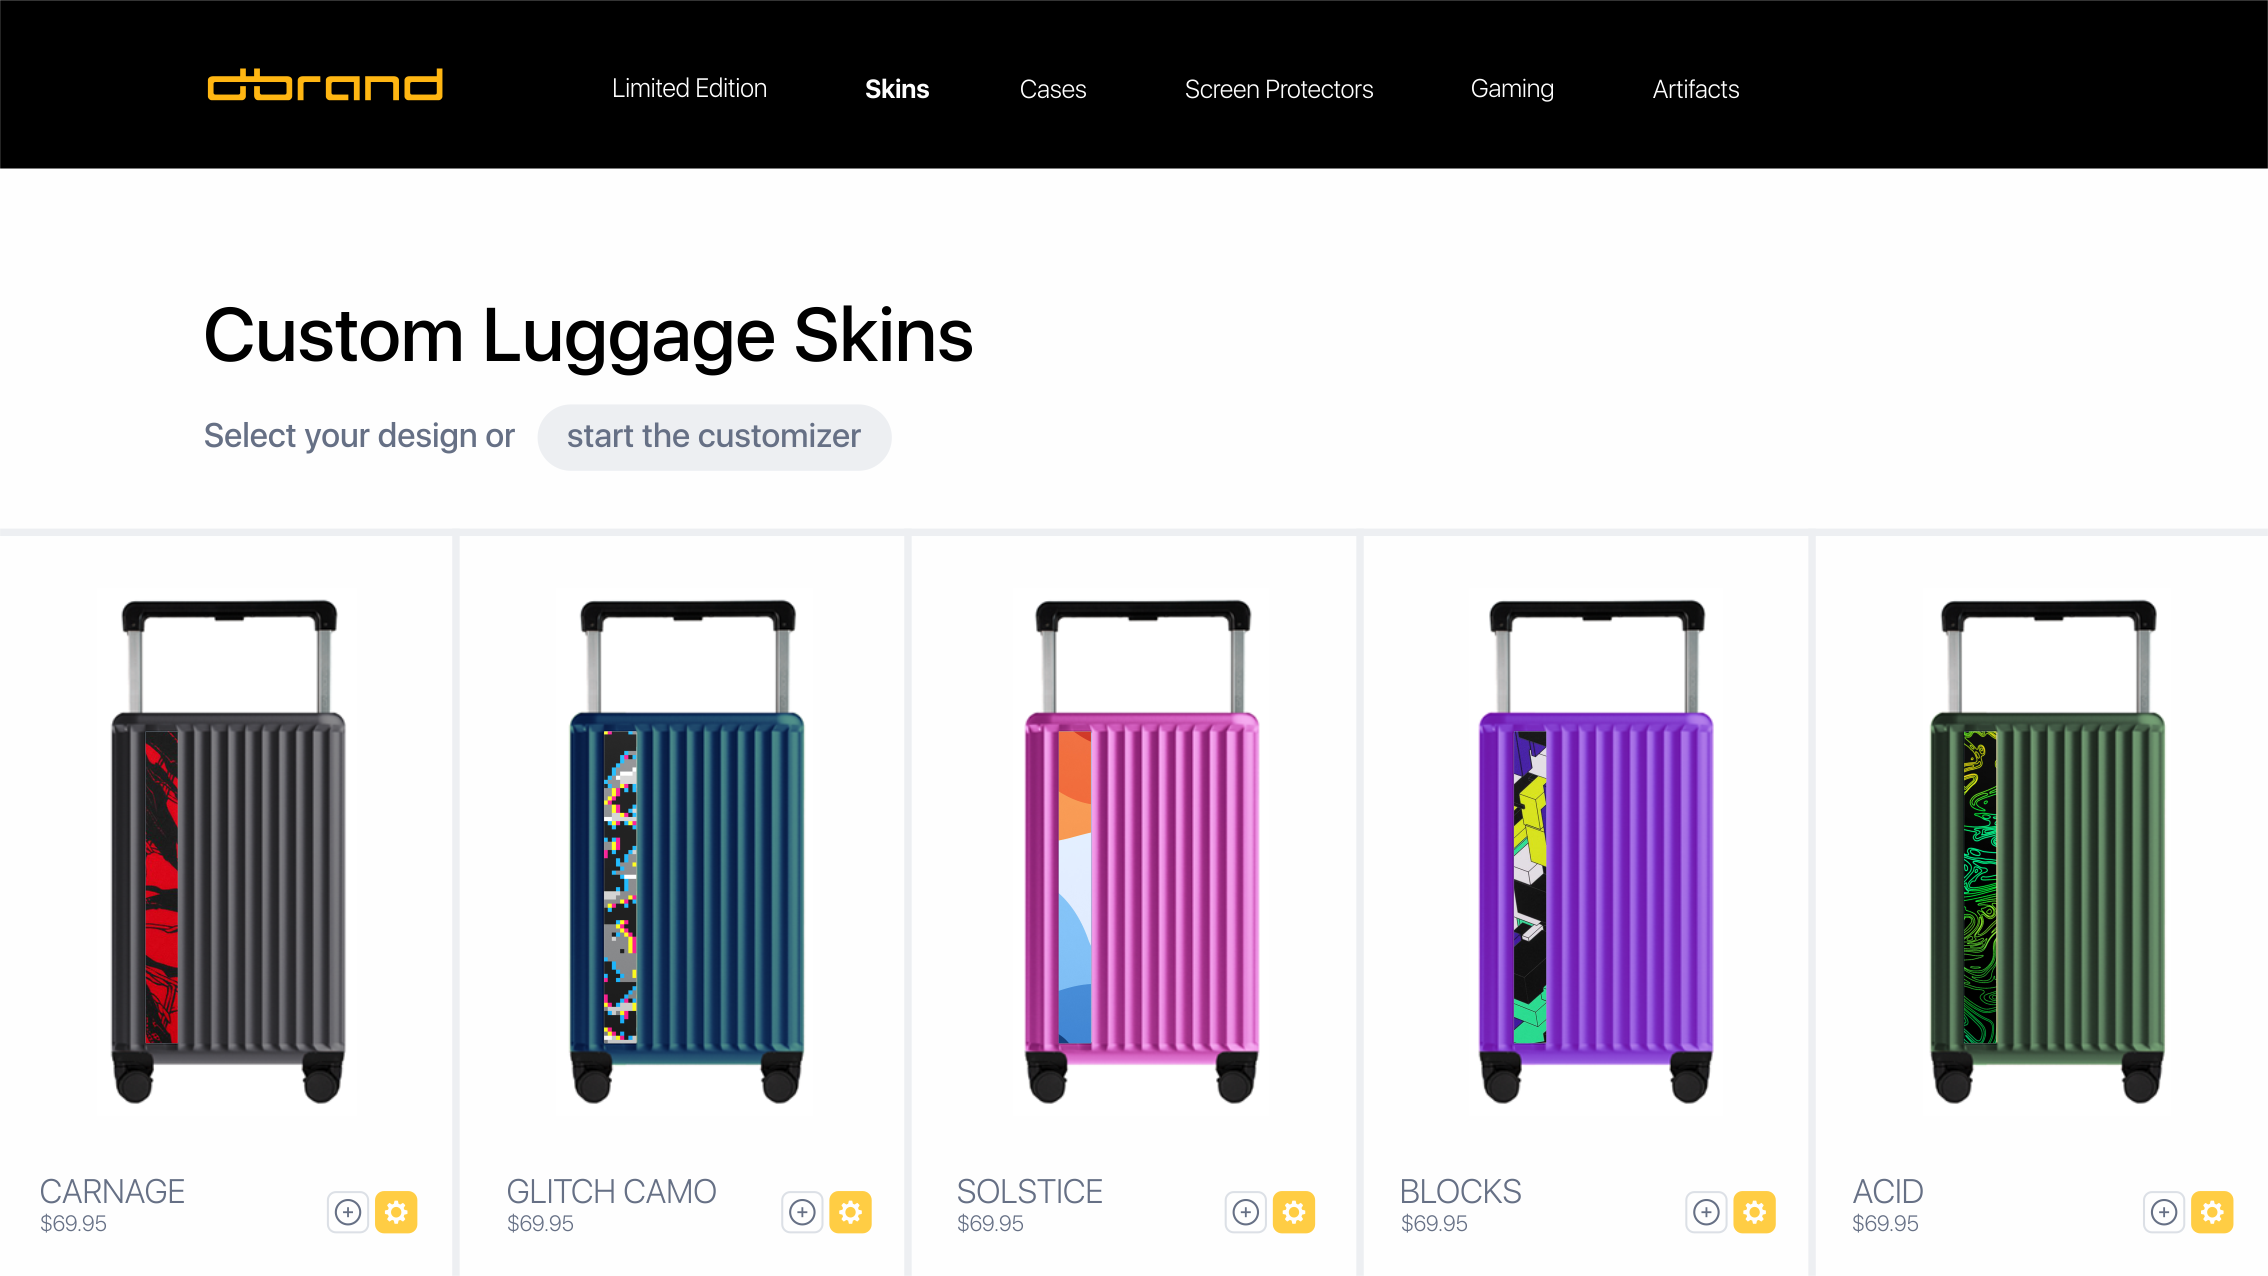 dbrand
Limited Edition
Skins
Cases
Screen Protectors
Gaming
Artifacts
Custom Luggage Skins
Select your design or start the customizer
CARNAGE
$69.95
GLITCH CAMO
$69.95
SOLSTICE
$69.95
BLOCKS
$69.95
ACID
$69.95